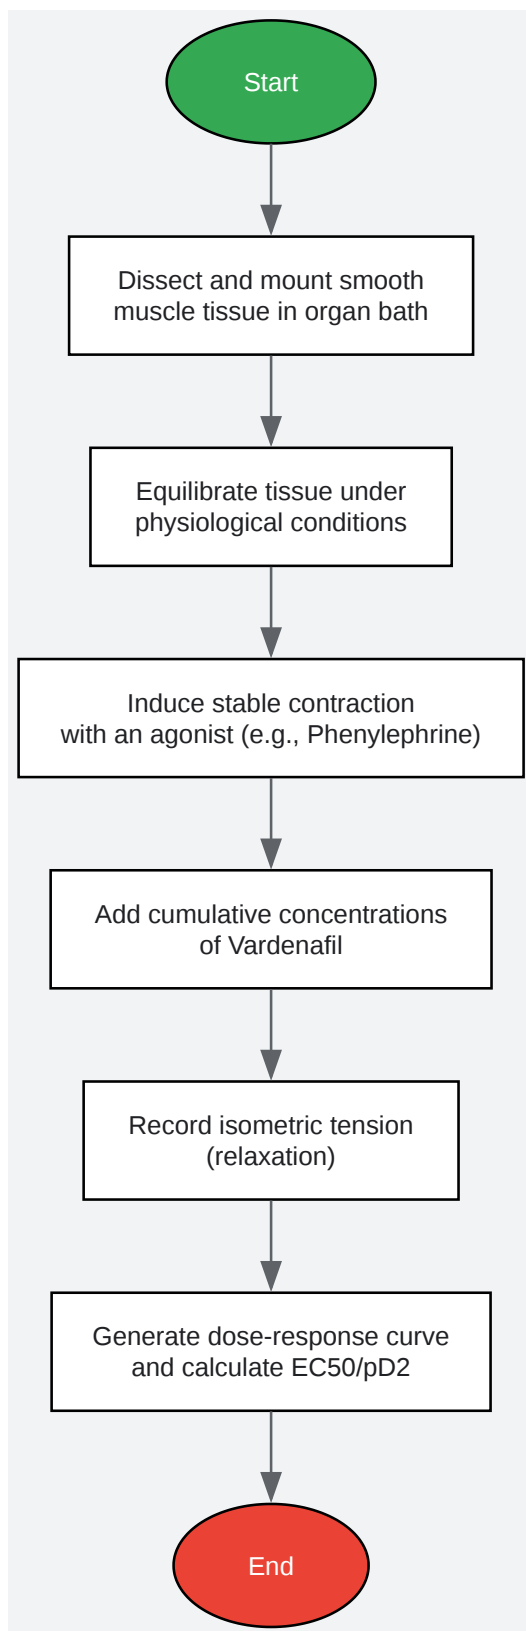 Start
Dissect and mount smooth
muscle tissue in organ bath
Equilibrate tissue under
physiological conditions
Induce stable contraction
with an agonist (e.g., Phenylephrine)
Add cumulative concentrations
of Vardenafil
Record isometric tension
(relaxation)
Generate dose-response curve
and calculate EC50/pD2
End